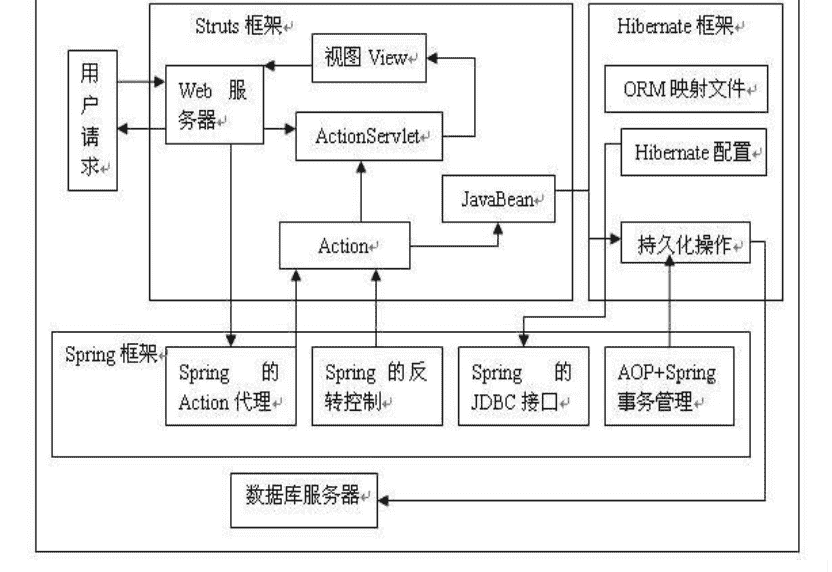 Struts 框架
Hibernate 框架
用
户
请
求
Web 服
务器
视图 View
ActionServlet
JavaBean
Action
ORM 映射文件
Hibernate 配置
持久化操作
Spring 框架
Spring 的
Action 代理
Spring 的反
转控制
Spring 的
JDBC 接口
AOP+Spring
事务管理
数据库服务器